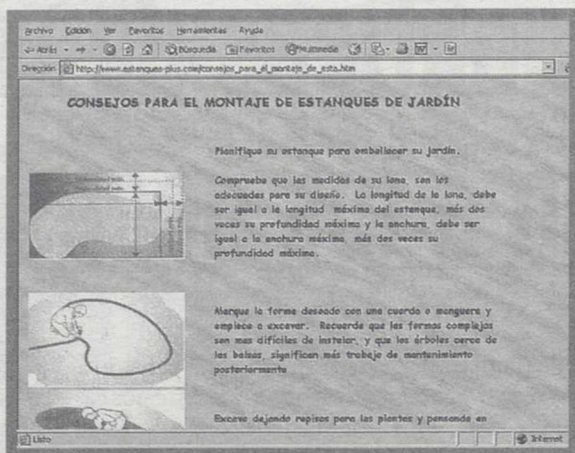 Archivo Edición Ver Favoritos Herramientas Ayuda
Atrás Búsqueda Favoritos Multimedia
Dirección http://www.estanques-plus.com/consejos_para_el_montaje_de_esta.htm
CONSEJOS PARA EL MONTAJE DE ESTANQUES DE JARDÍN
Planifique su estanque para embellecer su jardín.
Compruebe que las medidas de su lona, son las
adecuadas para su diseño. La longitud de la lona, debe
ser igual a la longitud máxima del estanque, más dos
veces su profundidad máxima y la anchura, debe ser
igual a la anchura máxima, más dos veces su
profundidad máxima.
Marque la forma deseada con una cuerda o manguera y
empiece a excavar. Recuerde que las formas complejas
son mas difíciles de instalar, y que los árboles cerca de
las balsas, significan más trabajo de mantenimiento
posteriormente
Excave dejando repisas para las plantas y pensando en
Listo Internet